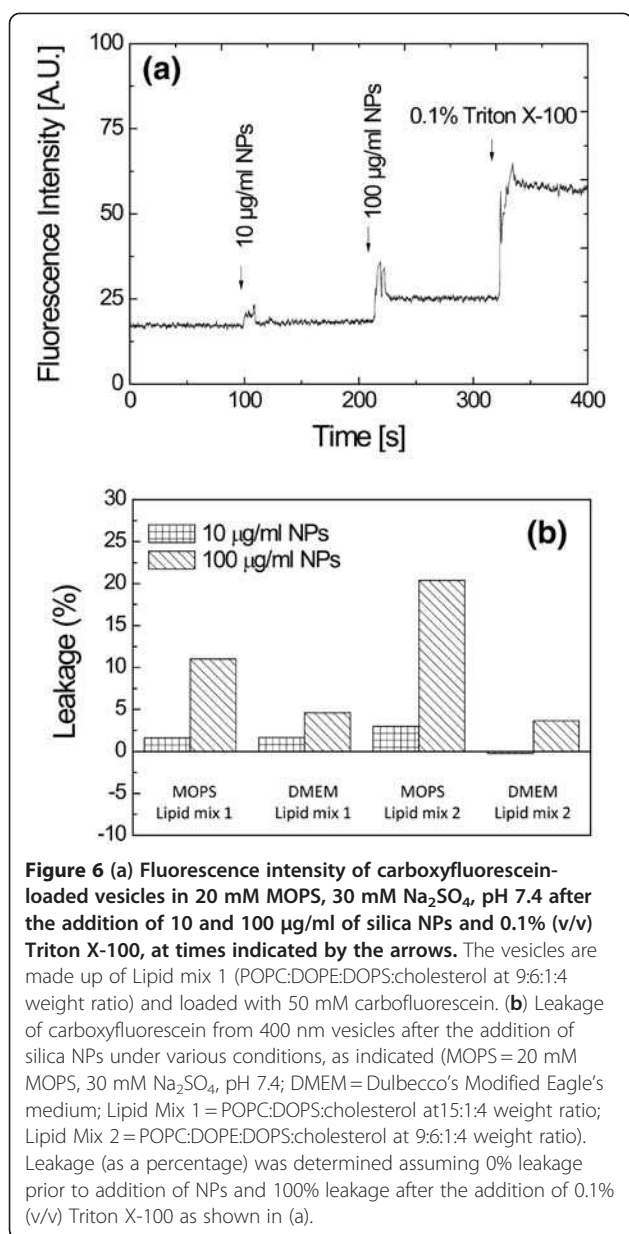 (a)
100
75
50
25
0
Fluorescence Intensity [A.U.]
10 μg/ml NPs
100 μg/ml NPs
0.1% Triton X-100
0 100 200 300 400
Time [s]
(b)
30
25
20
15
10
5
0
-5
-10
Leakage (%)
10 μg/ml NPs
100 μg/ml NPs
MOPS
Lipid mix 1
DMEM
Lipid mix 1
MOPS
Lipid mix 2
DMEM
Lipid mix 2
Figure 6 (a) Fluorescence intensity of carboxyfluorescein-
loaded vesicles in 20 mM MOPS, 30 mM Na₂SO₄, pH 7.4 after
the addition of 10 and 100 μg/ml of silica NPs and 0.1% (v/v)
Triton X-100, at times indicated by the arrows. The vesicles are
made up of Lipid mix 1 (POPC:DOPE:DOPS:cholesterol at 9:6:1:4
weight ratio) and loaded with 50 mM carbofluorescein. (b) Leakage
of carboxyfluorescein from 400 nm vesicles after the addition of
silica NPs under various conditions, as indicated (MOPS = 20 mM
MOPS, 30 mM Na₂SO₄, pH 7.4; DMEM = Dulbecco's Modified Eagle's
medium; Lipid Mix 1 = POPC:DOPS:cholesterol at15:1:4 weight ratio;
Lipid Mix 2 = POPC:DOPE:DOPS:cholesterol at 9:6:1:4 weight ratio).
Leakage (as a percentage) was determined assuming 0% leakage
prior to addition of NPs and 100% leakage after the addition of 0.1%
(v/v) Triton X-100 as shown in (a).